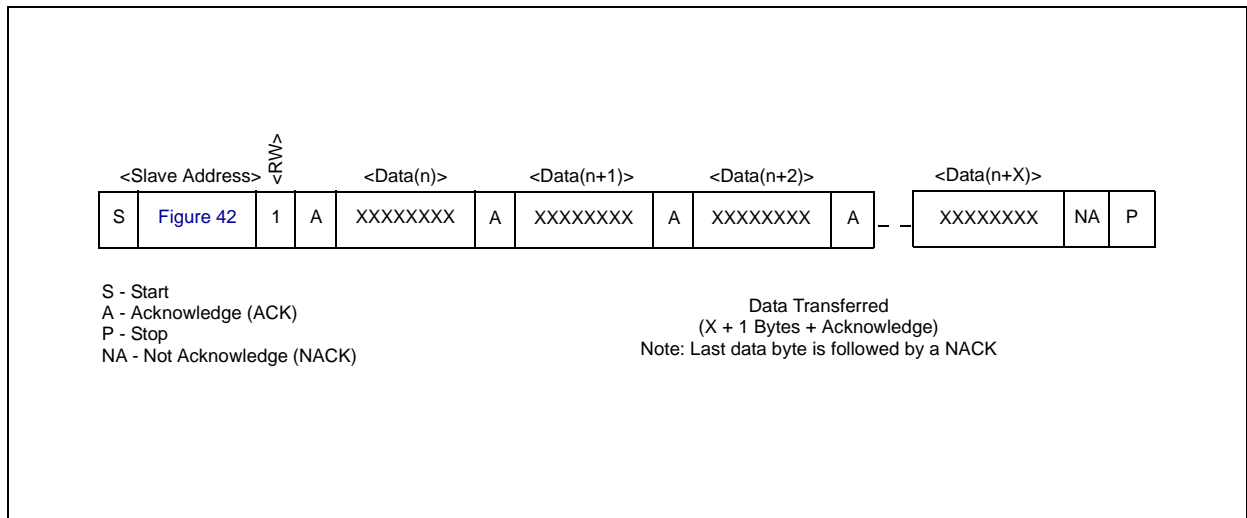 <Slave Address> <RW> <Data(n)> <Data(n+1)> <Data(n+2)> <Data(n+X)>
S Figure 42 1 A XXXXXXXX A XXXXXXXX A XXXXXXXX A XXXXXXXX NA P
S - Start
A - Acknowledge (ACK)
P - Stop
NA - Not Acknowledge (NACK)
Data Transferred
(X + 1 Bytes + Acknowledge)
Note: Last data byte is followed by a NACK